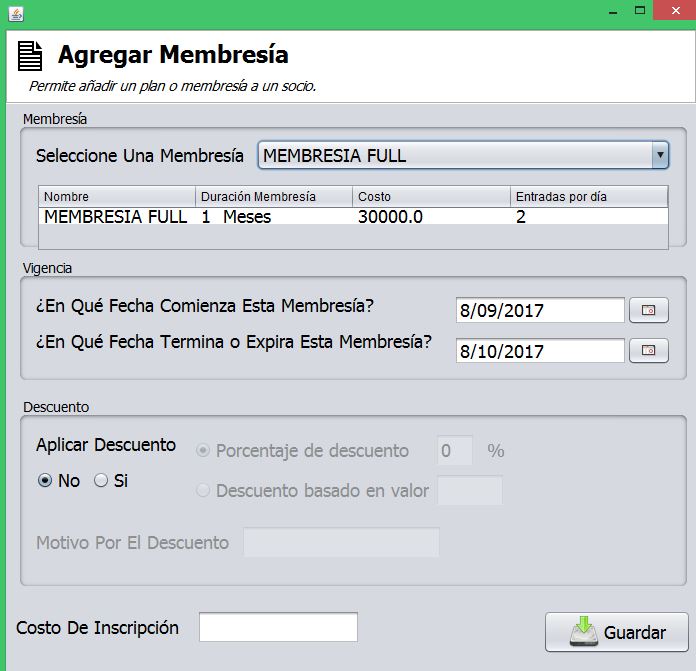 Agregar Membresía
Permite añadir un plan o membresía a un socio.
Membresía
Seleccione Una Membresía MEMBRESIA FULL
Nombre Duración Membresía Costo Entradas por día
MEMBRESIA FULL 1 Meses 30000.0 2
Vigencia
¿En Qué Fecha Comienza Esta Membresía? 8/09/2017
¿En Qué Fecha Termina o Expira Esta Membresía? 8/10/2017
Descuento
Aplicar Descuento Porcentaje de descuento 0 %
No Si
Descuento basado en valor
Motivo Por El Descuento
Costo De Inscripción Guardar